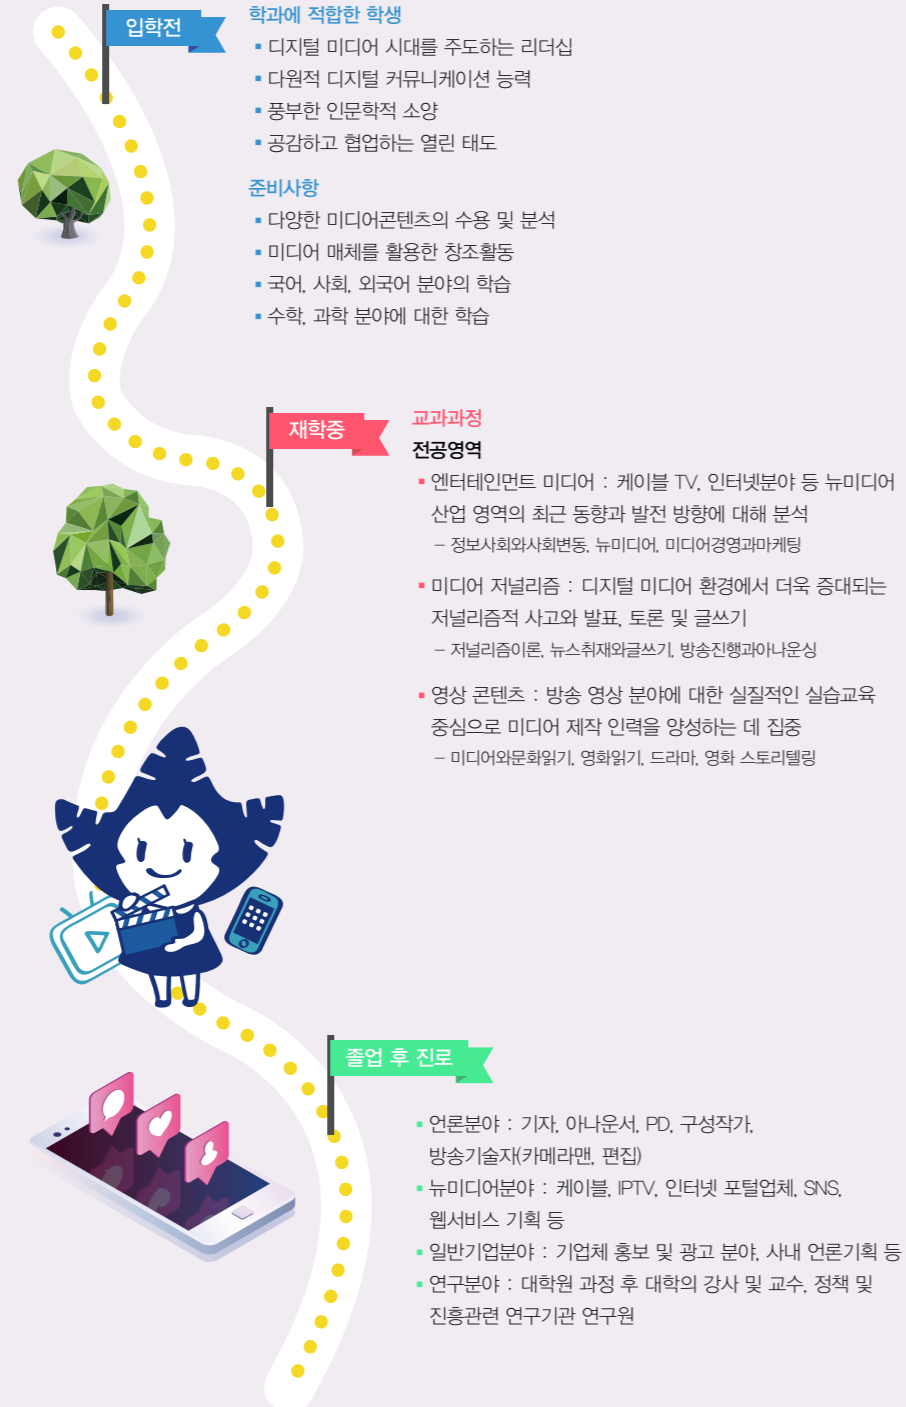 입학전
학과에 적합한 학생
▪ 디지털 미디어 시대를 주도하는 리더십
▪ 다원적 디지털 커뮤니케이션 능력
▪ 풍부한 인문학적 소양
▪ 공감하고 협업하는 열린 태도
준비사항
▪ 다양한 미디어콘텐츠의 수용 및 분석
▪ 미디어 매체를 활용한 창조활동
▪ 국어, 사회, 외국어 분야의 학습
▪ 수학, 과학 분야에 대한 학습
재학중
교과과정
전공영역
▪ 엔터테인먼트 미디어 : 케이블 TV, 인터넷분야 등 뉴미디어
산업 영역의 최근 동향과 발전 방향에 대해 분석
– 정보사회와사회변동, 뉴미디어, 미디어경영과마케팅
▪ 미디어 저널리즘 : 디지털 미디어 환경에서 더욱 증대되는
저널리즘적 사고와 발표, 토론 및 글쓰기
– 저널리즘이론, 뉴스취재와글쓰기, 방송진행과아나운싱
▪ 영상 콘텐츠 : 방송 영상 분야에 대한 실질적인 실습교육
중심으로 미디어 제작 인력을 양성하는 데 집중
– 미디어와문화읽기, 영화읽기, 드라마, 영화 스토리텔링
졸업 후 진로
▪ 언론분야 : 기자, 아나운서, PD, 구성작가,
방송기술자(카메라맨, 편집)
▪ 뉴미디어분야 : 케이블, IPTV, 인터넷 포털업체, SNS,
웹서비스 기획 등
▪ 일반기업분야 : 기업체 홍보 및 광고 분야, 사내 언론기획 등
▪ 연구분야 : 대학원 과정 후 대학의 강사 및 교수, 정책 및
진흥관련 연구기관 연구원